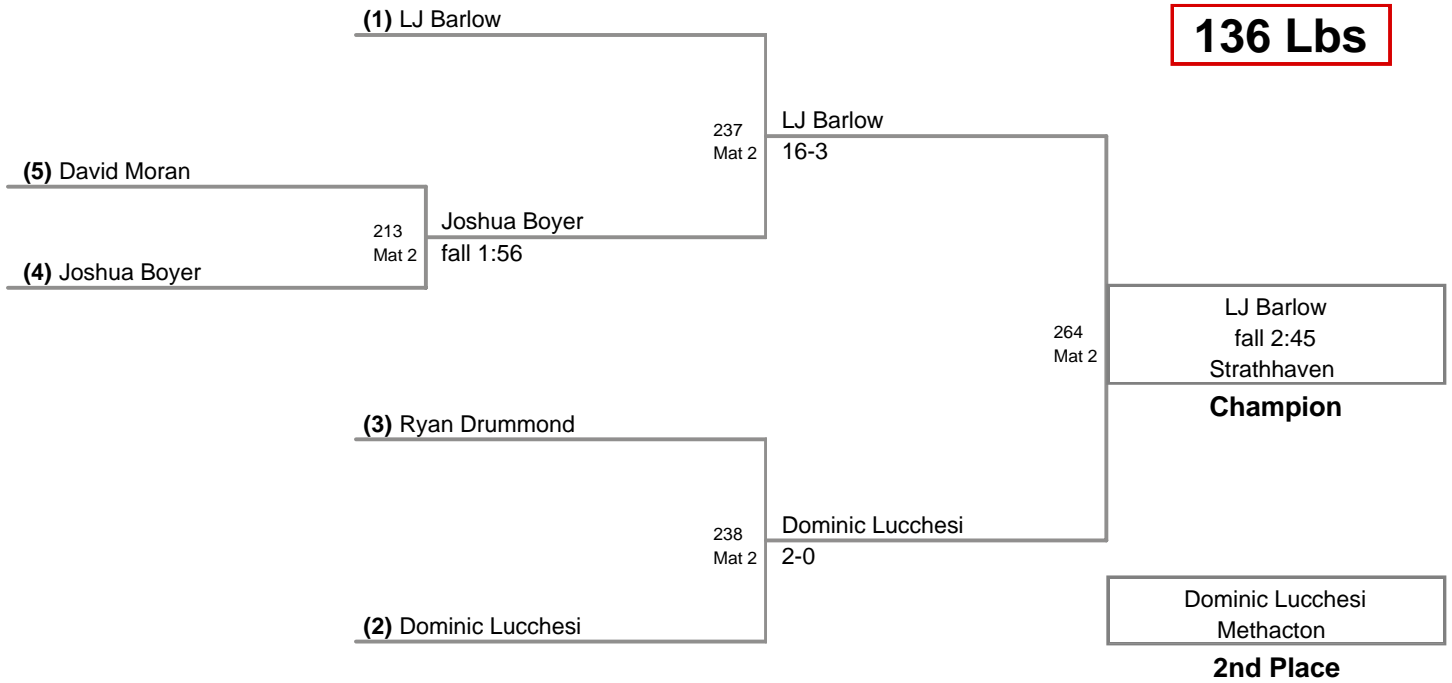 (1) LJ Barlow
136 Lbs
237
Mat 2
LJ Barlow
16-3
(5) David Moran
213
Mat 2
Joshua Boyer
fall 1:56
(4) Joshua Boyer
264
Mat 2
LJ Barlow
fall 2:45
Strathhaven
Champion
(3) Ryan Drummond
238
Mat 2
Dominic Lucchesi
2-0
(2) Dominic Lucchesi
Dominic Lucchesi
Methacton
2nd Place